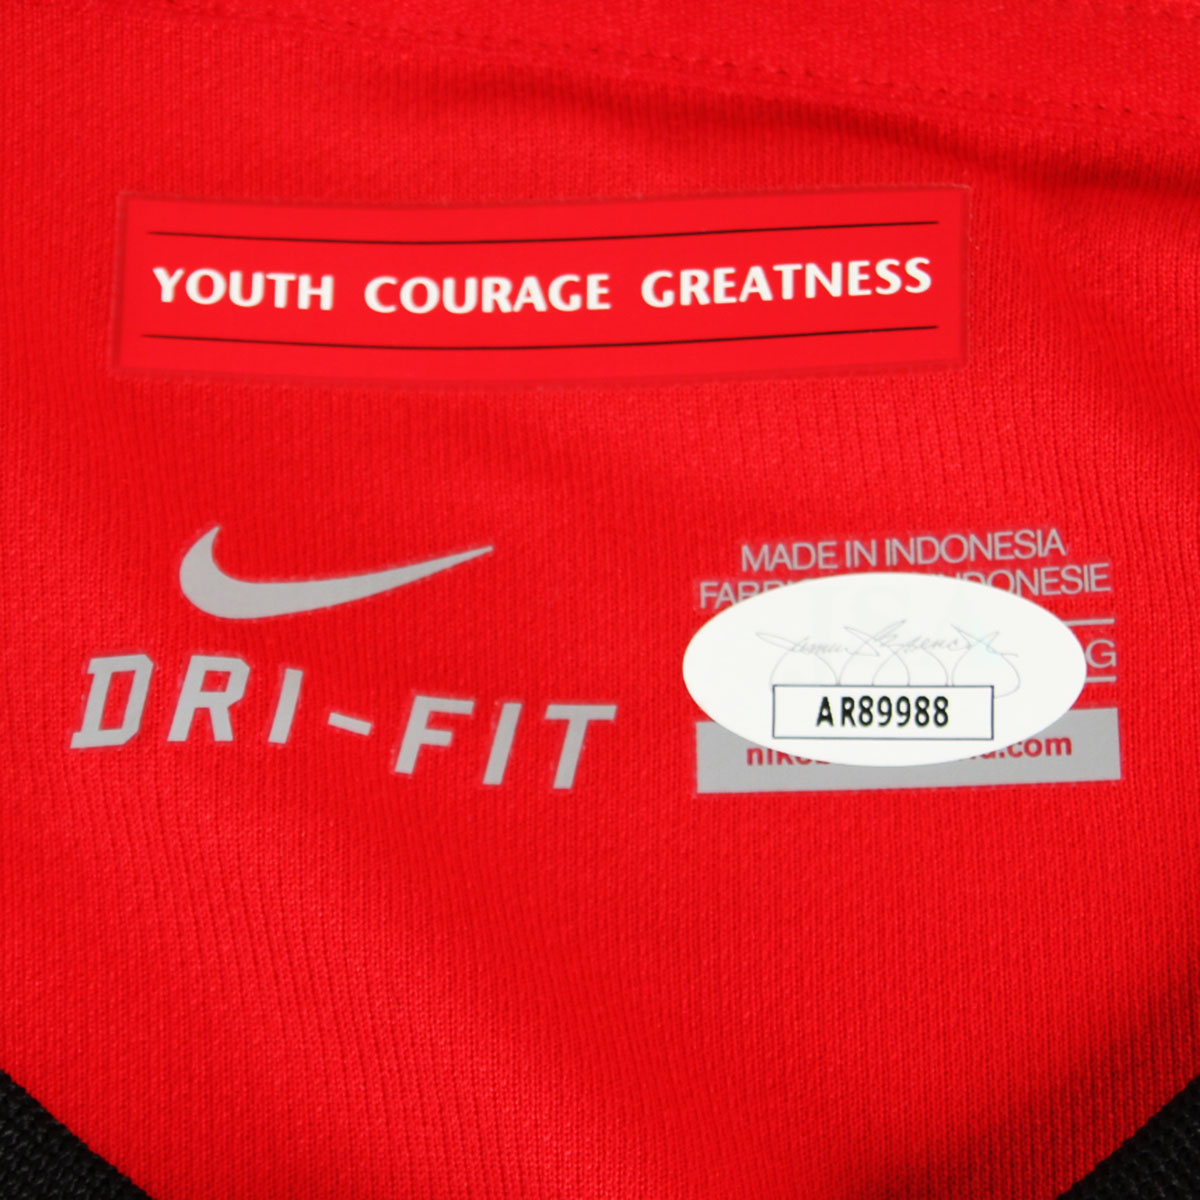 YOUTH COURAGE GREATNESS
DRI-FIT
MADE IN INDONESIA
G
AR89988
.com